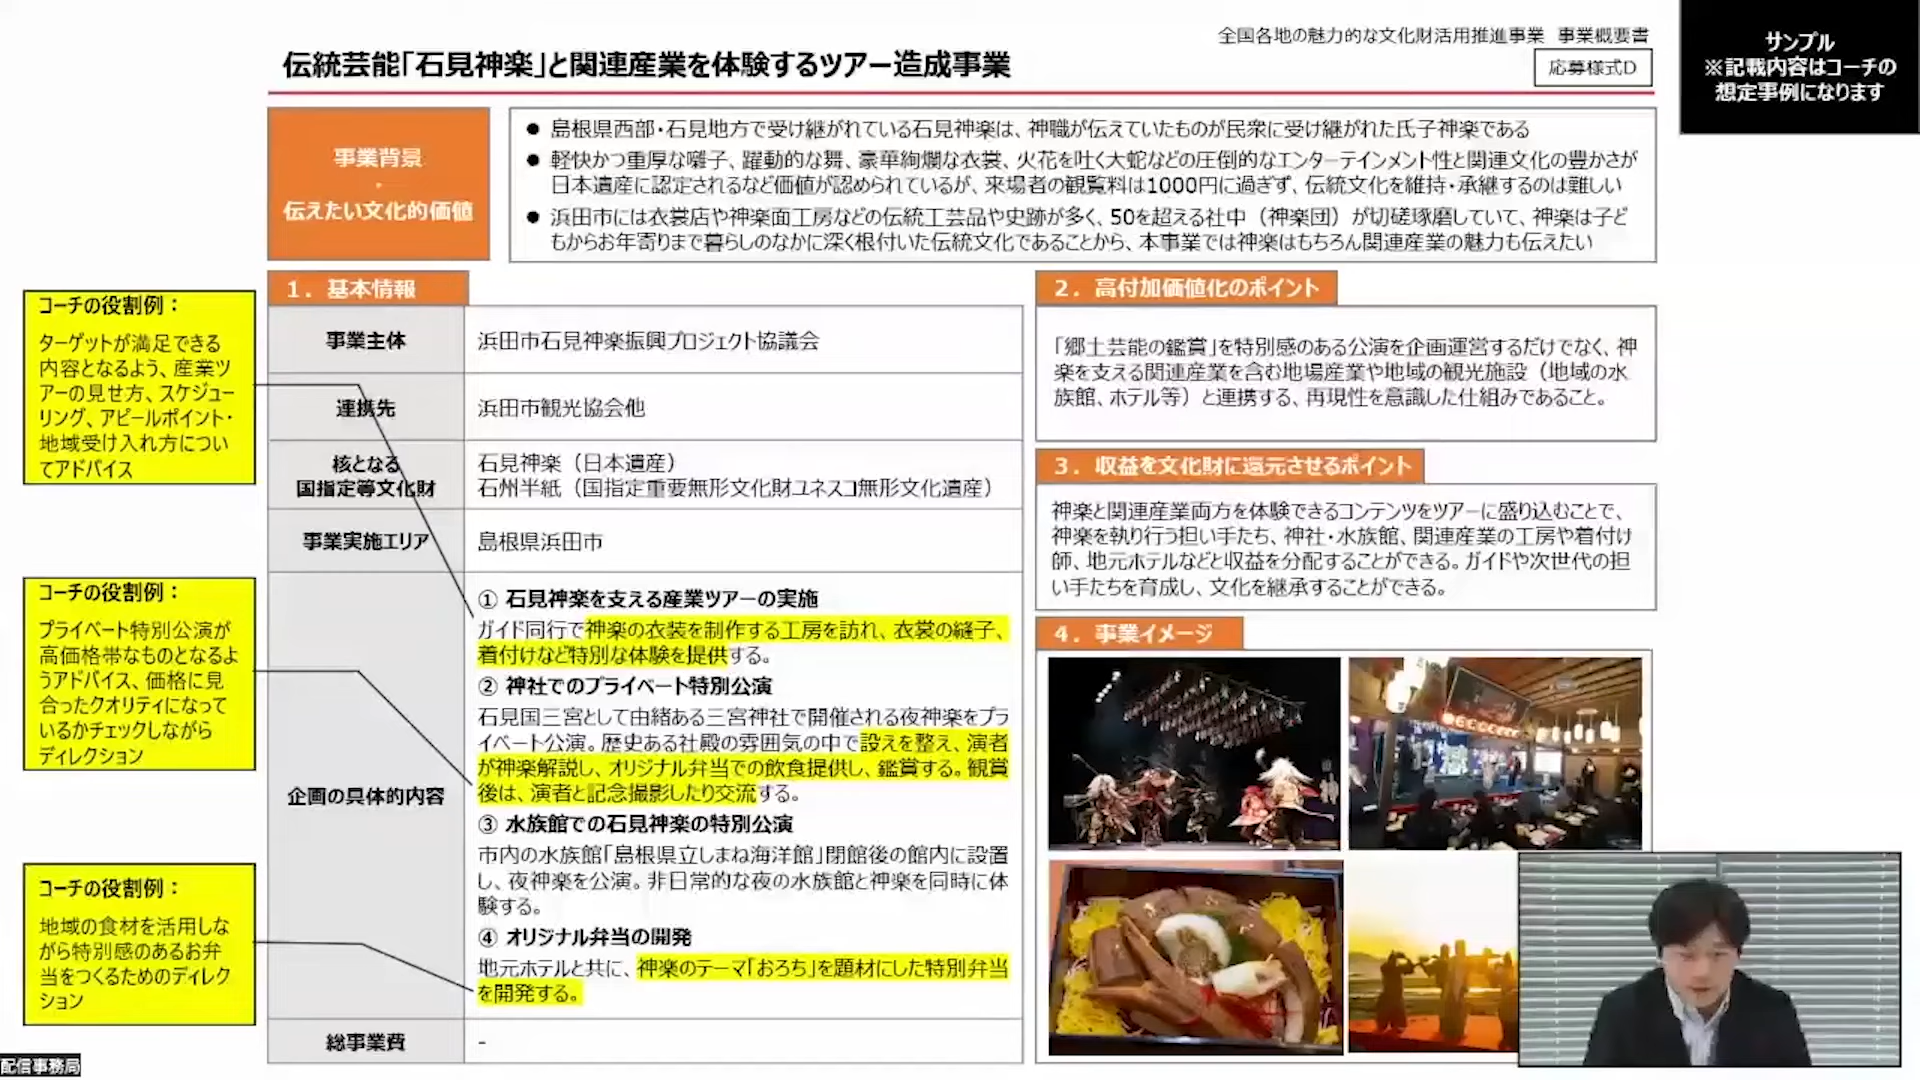 全国各地の魅力的な文化財活用推進事業 事業概要書
伝統芸能「石見神楽」と関連産業を体験するツアー造成事業
応募様式D
サンプル
※記載内容はコーチの
想定事例になります
事業背景
・
伝えたい文化的価値
● 島根県西部・石見地方で受け継がれている石見神楽は、神職が伝えていたものが民衆に受け継がれた氏子神楽である
● 軽快かつ重厚な囃子、躍動的な舞、豪華絢爛な衣裳、火花を吐く大蛇などの圧倒的なエンターテインメント性と関連文化の豊かさが
日本遺産に認定されるなど価値が認められているが、来場者の観覧料は1000円に過ぎず、伝統文化を維持・承継するのは難しい
● 浜田市には衣裳店や神楽面工房などの伝統工芸品や史跡が多く、50を超える社中（神楽団）が切磋琢磨していて、神楽は子ど
もからお年寄りまで暮らしのなかに深く根付いた伝統文化であることから、本事業では神楽はもちろん関連産業の魅力も伝えたい
コーチの役割例：
ターゲットが満足できる
内容となるよう、産業ツ
アーの見せ方、スケジュー
リング、アピールポイント・
地域受け入れ方につい
てアドバイス
コーチの役割例：
プライベート特別公演が
高価格帯なものとなるよ
うアドバイス、価格に見
合ったクオリティになって
いるかチェックしながら
ディレクション
コーチの役割例：
地域の食材を活用しな
がら特別感のあるお弁
当をつくるためのディレク
ション
1．基本情報
事業主体
浜田市石見神楽振興プロジェクト協議会
連携先
浜田市観光協会他
核となる
国指定等文化財
石見神楽（日本遺産）
石州半紙（国指定重要無形文化財ユネスコ無形文化遺産）
事業実施エリア
島根県浜田市
企画の具体的内容
① 石見神楽を支える産業ツアーの実施
ガイド同行で神楽の衣装を制作する工房を訪れ、衣裳の縫子、
着付けなど特別な体験を提供する。
② 神社でのプライベート特別公演
石見国三宮として由緒ある三宮神社で開催される夜神楽をプラ
イベート公演。歴史ある社殿の雰囲気の中で設えを整え、演者
が神楽解説し、オリジナル弁当での飲食提供し、鑑賞する。観賞
後は、演者と記念撮影したり交流する。
③ 水族館での石見神楽の特別公演
市内の水族館「島根県立しまね海洋館」閉館後の館内に設置
し、夜神楽を公演。非日常的な夜の水族館と神楽を同時に体
験する。
④ オリジナル弁当の開発
地元ホテルと共に、神楽のテーマ「おろち」を題材にした特別弁当
を開発する。
総事業費
-
2．高付加価値化のポイント
「郷土芸能の鑑賞」を特別感のある公演を企画運営するだけでなく、神
楽を支える関連産業を含む地場産業や地域の観光施設（地域の水
族館、ホテル等）と連携する、再現性を意識した仕組みであること。
3．収益を文化財に還元させるポイント
神楽と関連産業両方を体験できるコンテンツをツアーに盛り込むことで、
神楽を執り行う担い手たち、神社・水族館、関連産業の工房や着付け
師、地元ホテルなどと収益を分配することができる。ガイドや次世代の担
い手たちを育成し、文化を継承することができる。
4．事業イメージ
配信事務局